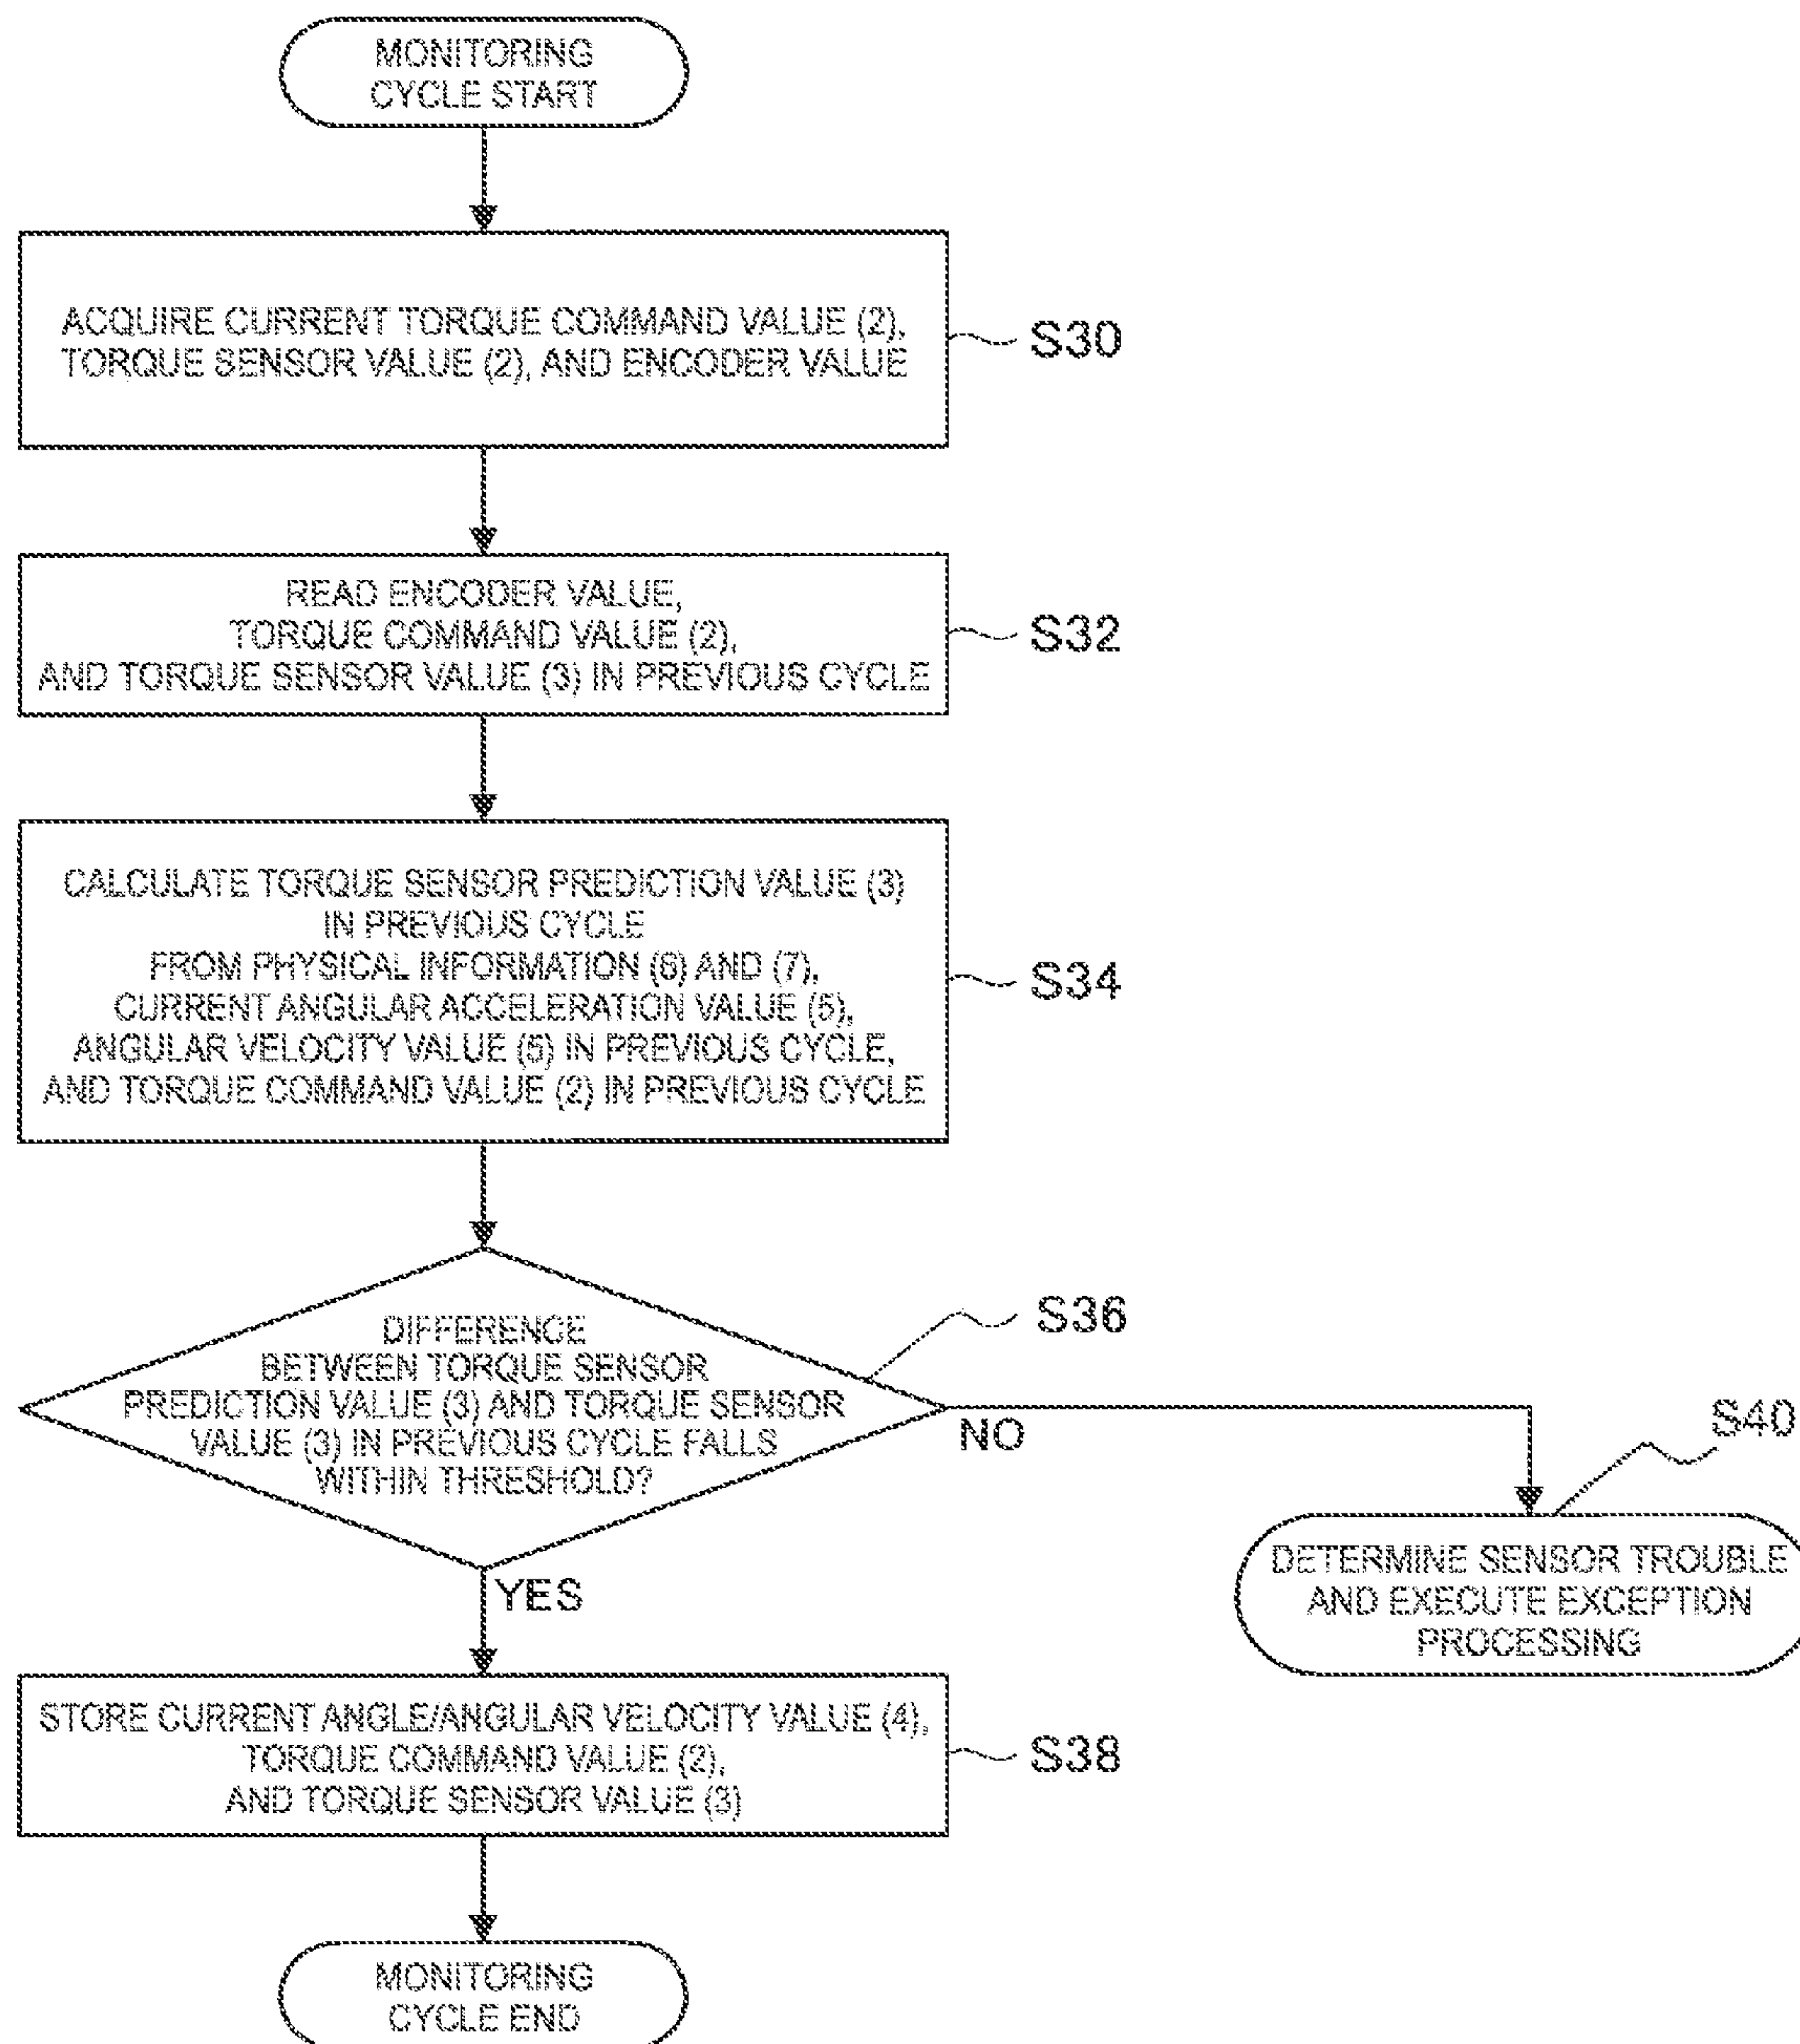 MONITORING
CYCLE START
ACQUIRE CURRENT TORQUE COMMAND VALUE (2),
TORQUE SENSOR VALUE (2), AND ENCODER VALUE
S30
READ ENCODER VALUE,
TORQUE COMMAND VALUE (2),
AND TORQUE SENSOR VALUE (3) IN PREVIOUS CYCLE
S32
CALCULATE TORQUE SENSOR PREDICTION VALUE (3)
IN PREVIOUS CYCLE
FROM PHYSICAL INFORMATION (6) AND (7),
CURRENT ANGULAR ACCELERATION VALUE (5),
ANGULAR VELOCITY VALUE (5) IN PREVIOUS CYCLE,
AND TORQUE COMMAND VALUE (2) IN PREVIOUS CYCLE
S34
DIFFERENCE
BETWEEN TORQUE SENSOR
PREDICTION VALUE (3) AND TORQUE SENSOR
VALUE (3) IN PREVIOUS CYCLE FALLS
WITHIN THRESHOLD?
S36
NO
S40
DETERMINE SENSOR TROUBLE
AND EXECUTE EXCEPTION
PROCESSING
YES
STORE CURRENT ANGLE/ANGULAR VELOCITY VALUE (4),
TORQUE COMMAND VALUE (2),
AND TORQUE SENSOR VALUE (3)
S38
MONITORING
CYCLE END